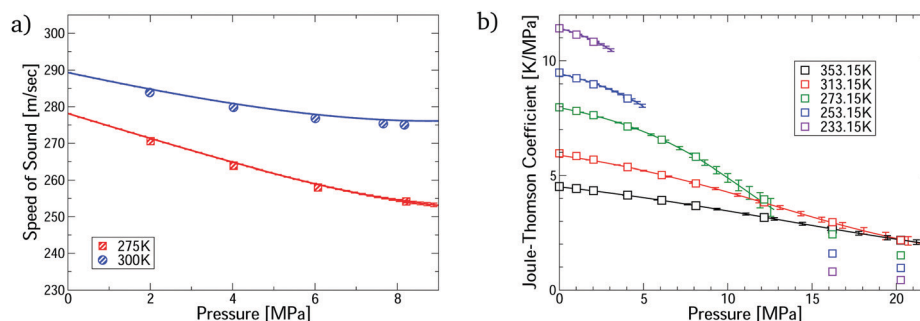 a)
300
290
280
270
260
250
240
230
Speed of Sound [m/sec]
275K
300K
0
2
4
6
8
Pressure [MPa]
b)
10
5
0
Joule-Thomson Coefficient [K/MPa]
353.15K
313.15K
273.15K
253.15K
233.15K
0
5
10
15
20
Pressure [MPa]